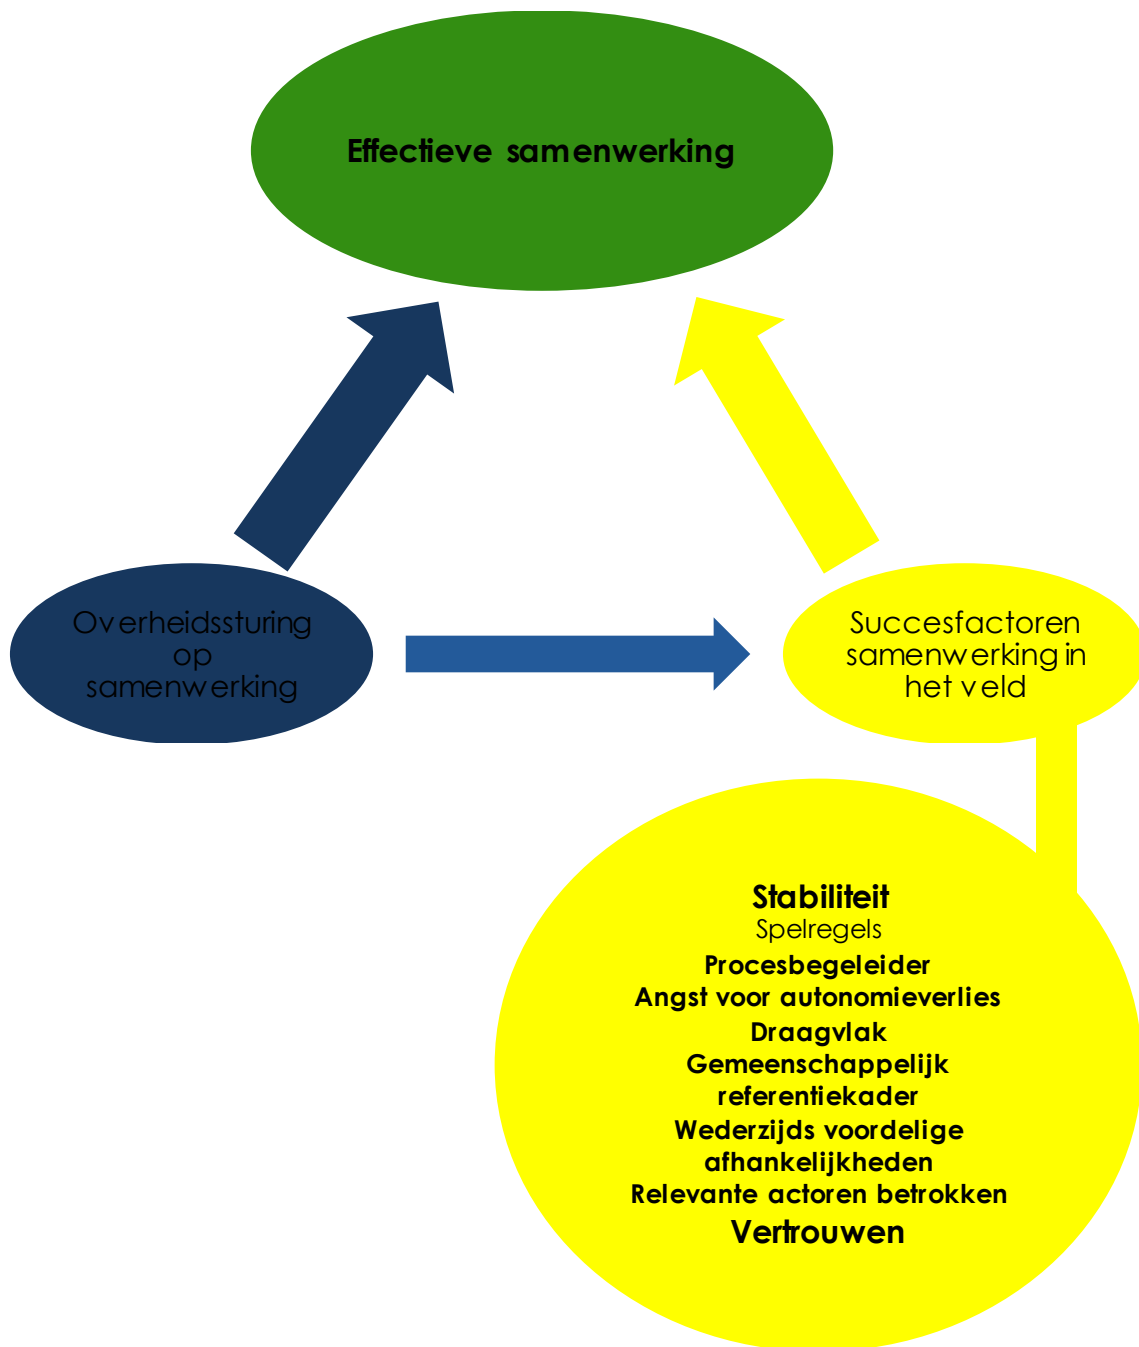 Effectieve samenwerking
Overheidssturing
op
samenwerking
Succesfactoren
samenwerking in
het veld
Stabiliteit
Spelregels
Procesbegeleider
Angst voor autonomieverlies
Draagvlak
Gemeenschappelijk
referentiekader
Wederzijds voordelige
afhankelijkheden
Relevante actoren betrokken
Vertrouwen